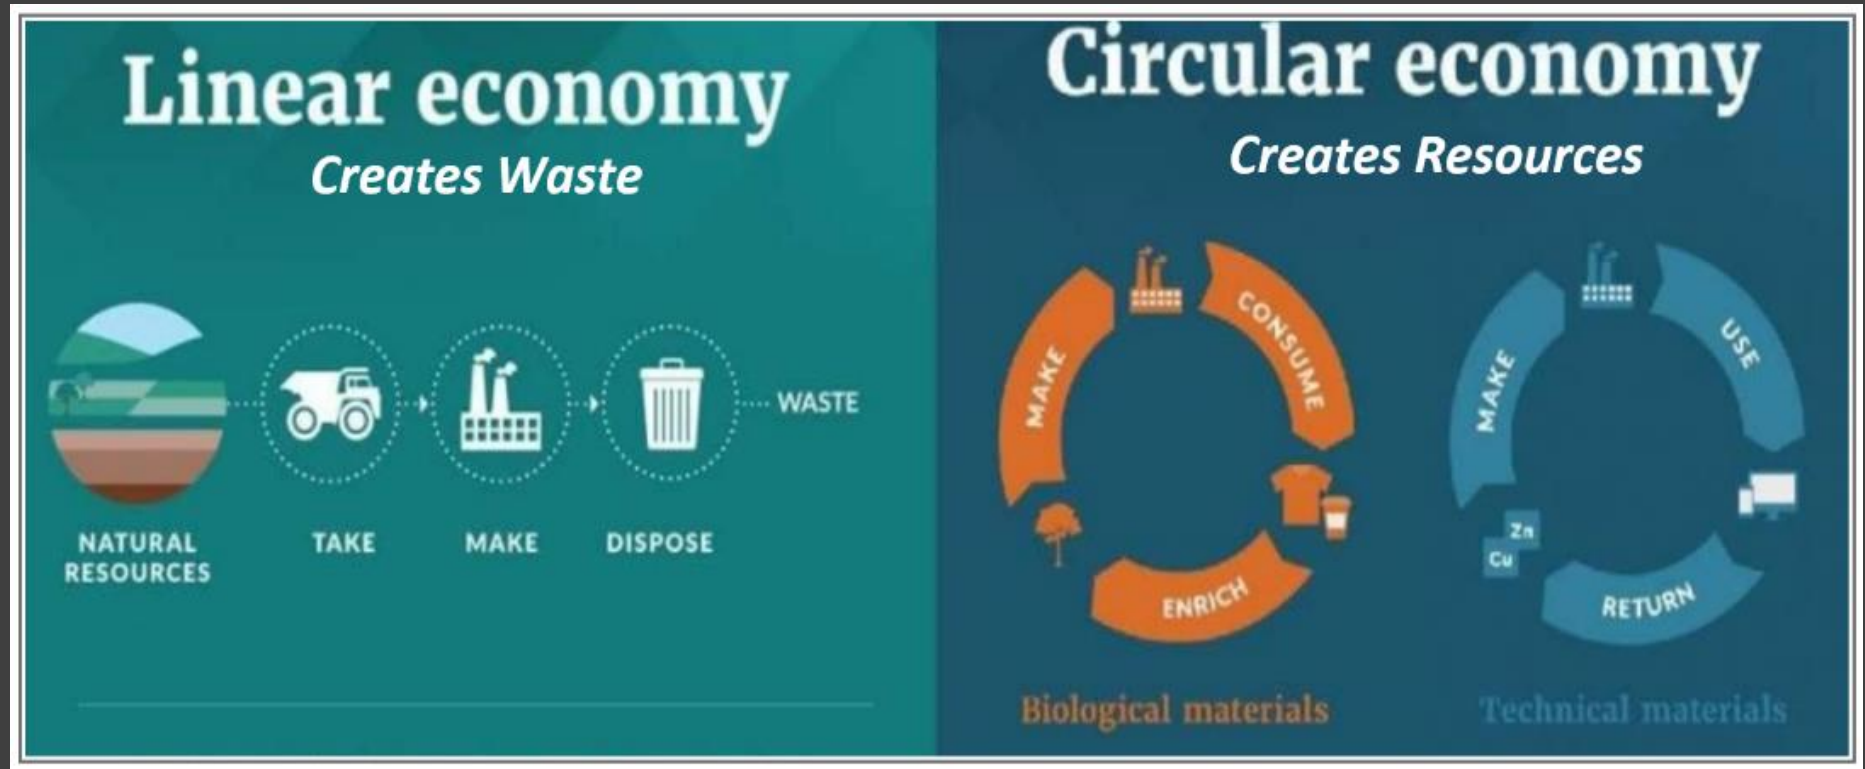 Linear economy
Creates Waste
WASTE
NATURAL
RESOURCES
TAKE
MAKE
DISPOSE
Circular economy
Creates Resources
MAKE
CONSUME
ENRICH
Biological materials
MAKE
USE
RETURN
Zn
Cu
Technical materials